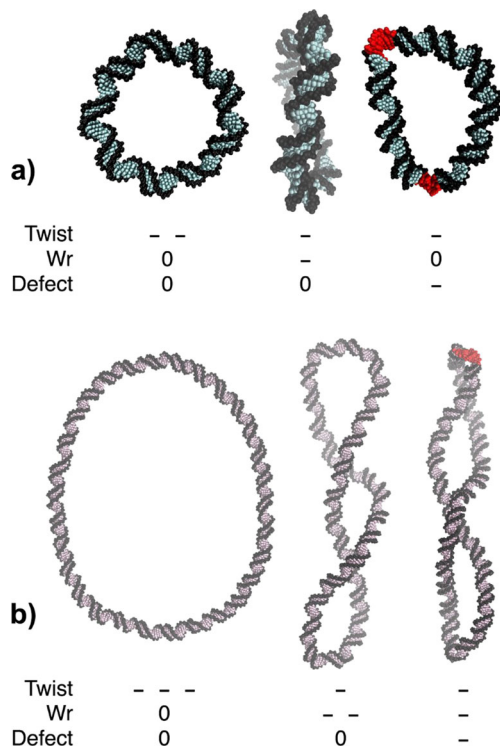 a)
Twist – – – –
Wr 0 – 0
Defect 0 0 –
b)
Twist – – – – –
Wr 0 – – –
Defect 0 0 –